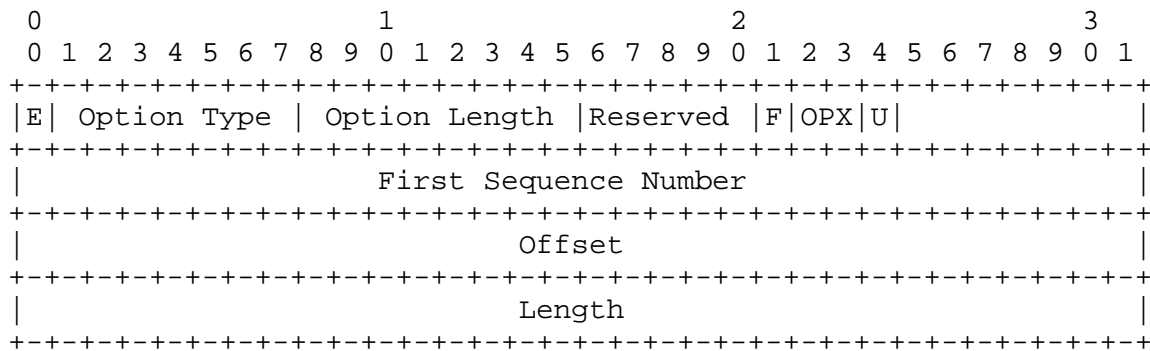 0                   1                   2                   3
 0 1 2 3 4 5 6 7 8 9 0 1 2 3 4 5 6 7 8 9 0 1 2 3 4 5 6 7 8 9 0 1
+-+-+-+-+-+-+-+-+-+-+-+-+-+-+-+-+-+-+-+-+-+-+-+-+-+-+-+-+-+-+-+-+
|E| Option Type | Option Length |Reserved |F|OPX|U|             |
+-+-+-+-+-+-+-+-+-+-+-+-+-+-+-+-+-+-+-+-+-+-+-+-+-+-+-+-+-+-+-+-+
|                    First Sequence Number                      |
+-+-+-+-+-+-+-+-+-+-+-+-+-+-+-+-+-+-+-+-+-+-+-+-+-+-+-+-+-+-+-+-+
|                            Offset                             |
+-+-+-+-+-+-+-+-+-+-+-+-+-+-+-+-+-+-+-+-+-+-+-+-+-+-+-+-+-+-+-+-+
|                            Length                             |
+-+-+-+-+-+-+-+-+-+-+-+-+-+-+-+-+-+-+-+-+-+-+-+-+-+-+-+-+-+-+-+-+